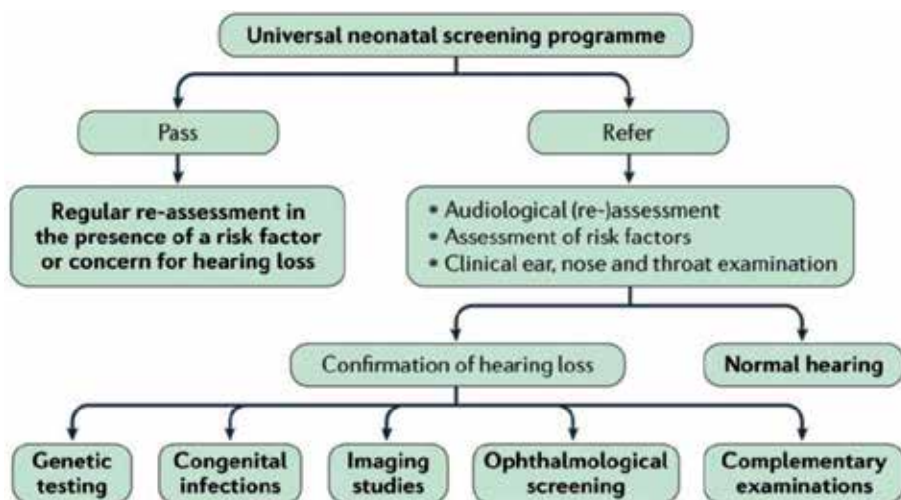 Universal neonatal screening programme
Pass
Refer
Regular re-assessment in
the presence of a risk factor
or concern for hearing loss
• Audiological (re-)assessment
• Assessment of risk factors
• Clinical ear, nose and throat examination
Confirmation of hearing loss
Normal hearing
Genetic
testing
Congenital
infections
Imaging
studies
Ophthalmological
screening
Complementary
examinations